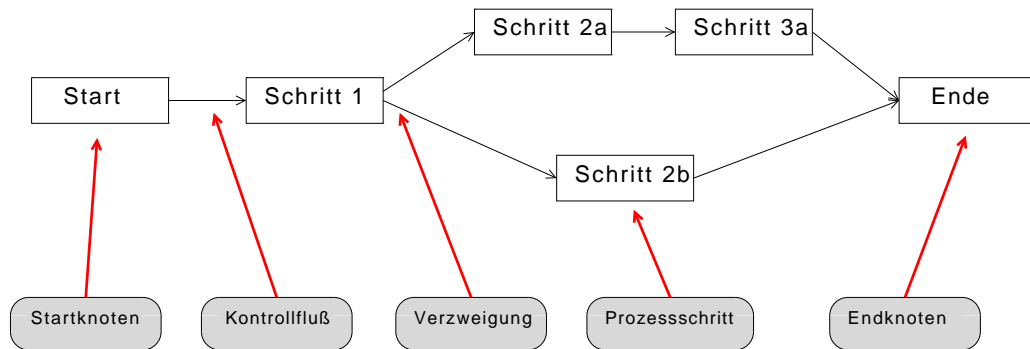 Schritt 2a
Schritt 3a
Start
Schritt 1
Ende
Schritt 2b
Startknoten
Kontrollfluß
Verzweigung
Prozessschritt
Endknoten